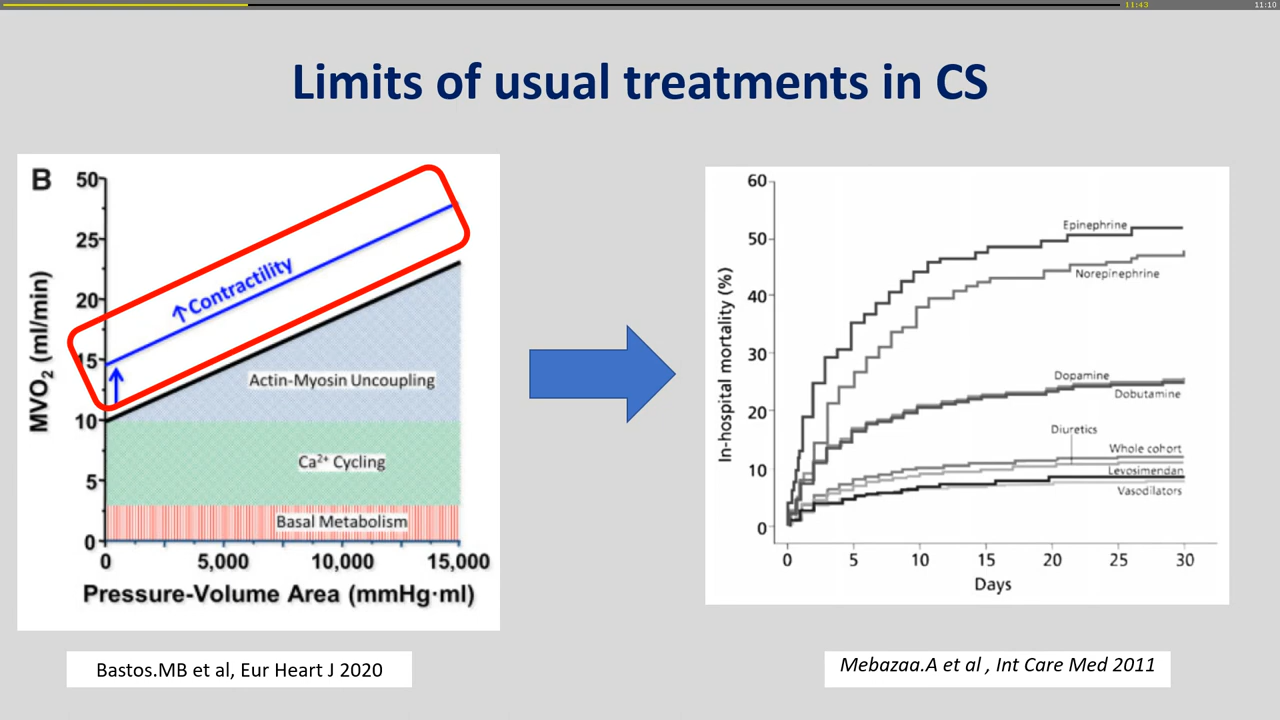 11:43
11:10
Limits of usual treatments in CS
B
50
25
20
15
10
5
0
MVO₂ (ml/min)
↑Contractility
Actin-Myosin Uncoupling
Ca²⁺ Cycling
Basal Metabolism
0 5,000 10,000 15,000
Pressure-Volume Area (mmHg·ml)
Bastos.MB et al, Eur Heart J 2020
60
50
40
30
20
10
0
In-hospital mortality (%)
Epinephrine
Norepinephrine
Dopamine
Dobutamine
Diuretics
Whole cohort
Levosimendan
Vasodilators
0 5 10 15 20 25 30
Days
Mebazaa.A et al , Int Care Med 2011